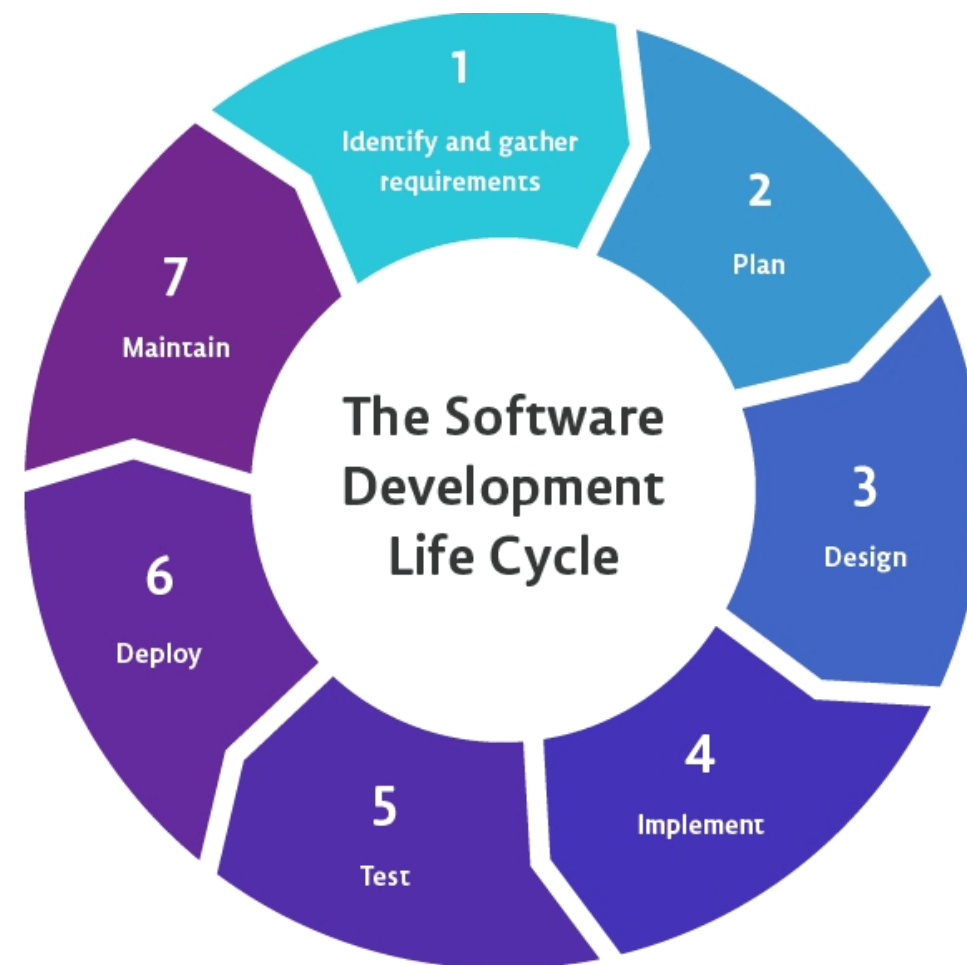 The Software
Development
Life Cycle
1
Identify and gather
requirements
2
Plan
3
Design
4
Implement
5
Test
6
Deploy
7
Maintain